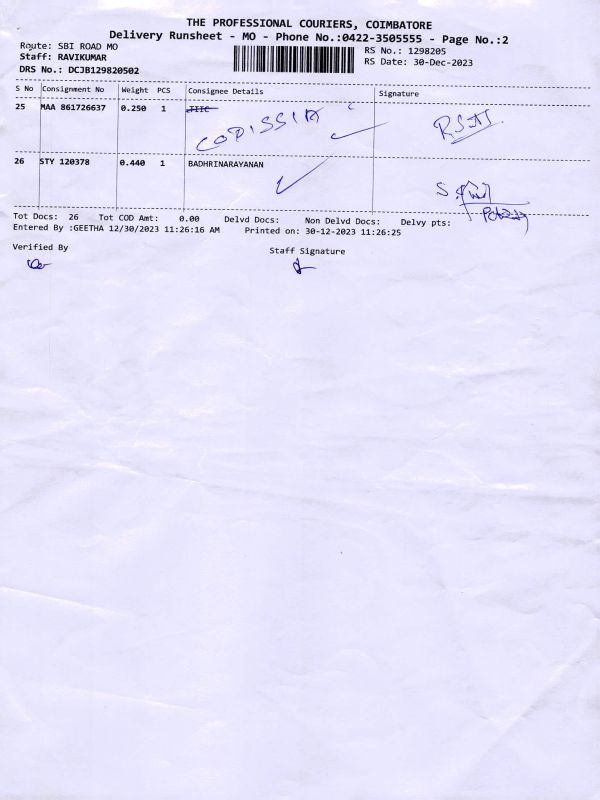 THE PROFESSIONAL COURIERS, COIMBATORE
Delivery Runsheet - MO - Phone No.:0422-3505555 - Page No.:2
Route: SBI ROAD MO
Staff: RAVIKUMAR
DRS No.: DCJB129820502
RS No.: 1298205
RS Date: 30-Dec-2023
S No Consignment No Weight PCS Consignee Details Signature
25 MAA 861726637 0.250 1
COPISSIA
26 STY 120378 0.440 1 BADHRINARAYANAN
Tot Docs: 26 Tot COD Amt: 0.00 Delvd Docs: Non Delvd Docs: Delvy pts:
Entered By :GEETHA 12/30/2023 11:26:16 AM Printed on: 30-12-2023 11:26:25
Verified By Staff Signature